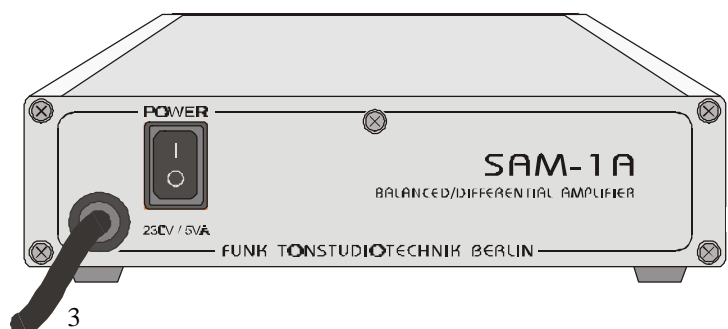 POWER
SAM-1A
BALANCED/DIFFERENTIAL AMPLIFIER
230V / 5VA
FUNK TONSTUDIOTECHNIK BERLIN
3